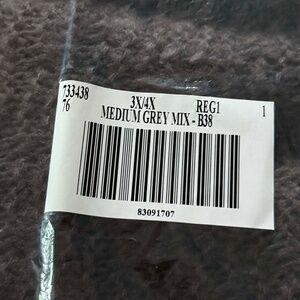 733438 3X/4X REG1 1
76 MEDIUM GREY MIX - B38
83091707